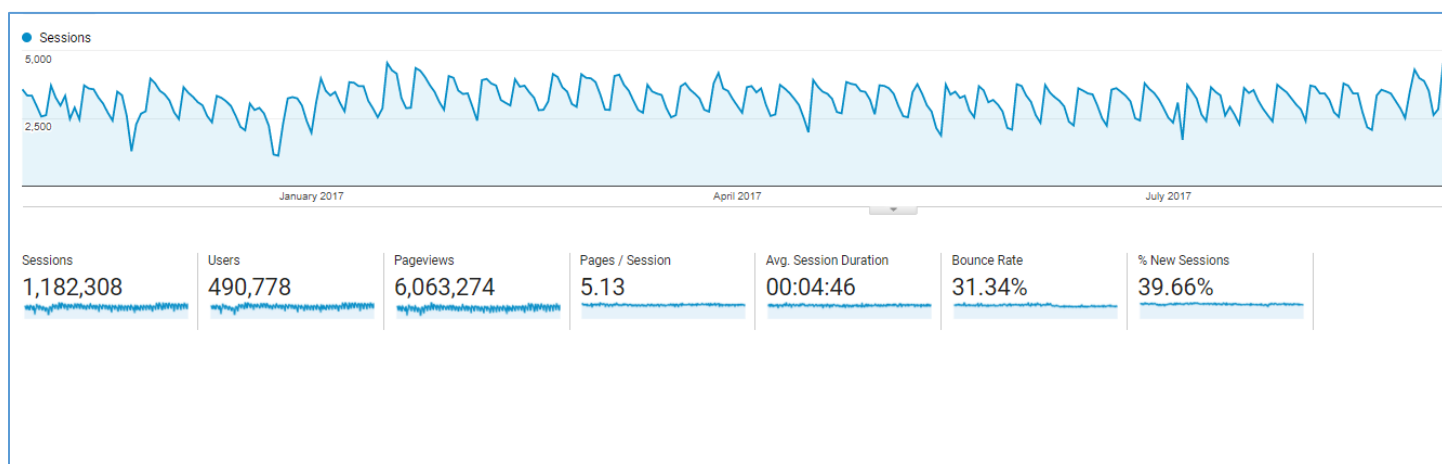 Sessions
5,000
2,500
January 2017 April 2017 July 2017
Sessions Users Pageviews Pages / Session Avg. Session Duration Bounce Rate % New Sessions
1,182,308 490,778 6,063,274 5.13 00:04:46 31.34% 39.66%